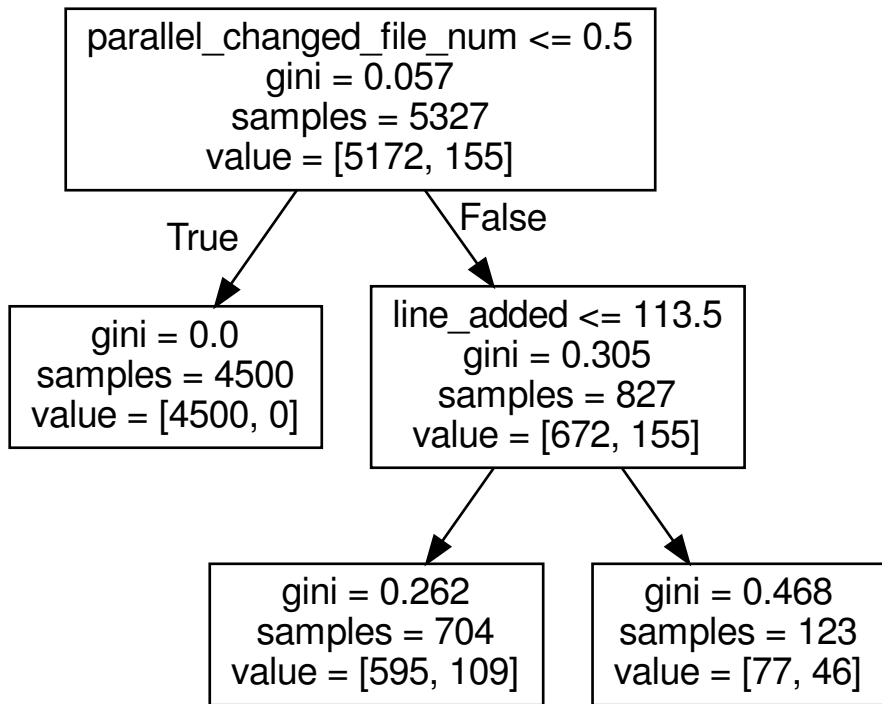 parallel_changed_file_num <= 0.5
gini = 0.057
samples = 5327
value = [5172, 155]
True
False
gini = 0.0
samples = 4500
value = [4500, 0]
line_added <= 113.5
gini = 0.305
samples = 827
value = [672, 155]
gini = 0.262
samples = 704
value = [595, 109]
gini = 0.468
samples = 123
value = [77, 46]